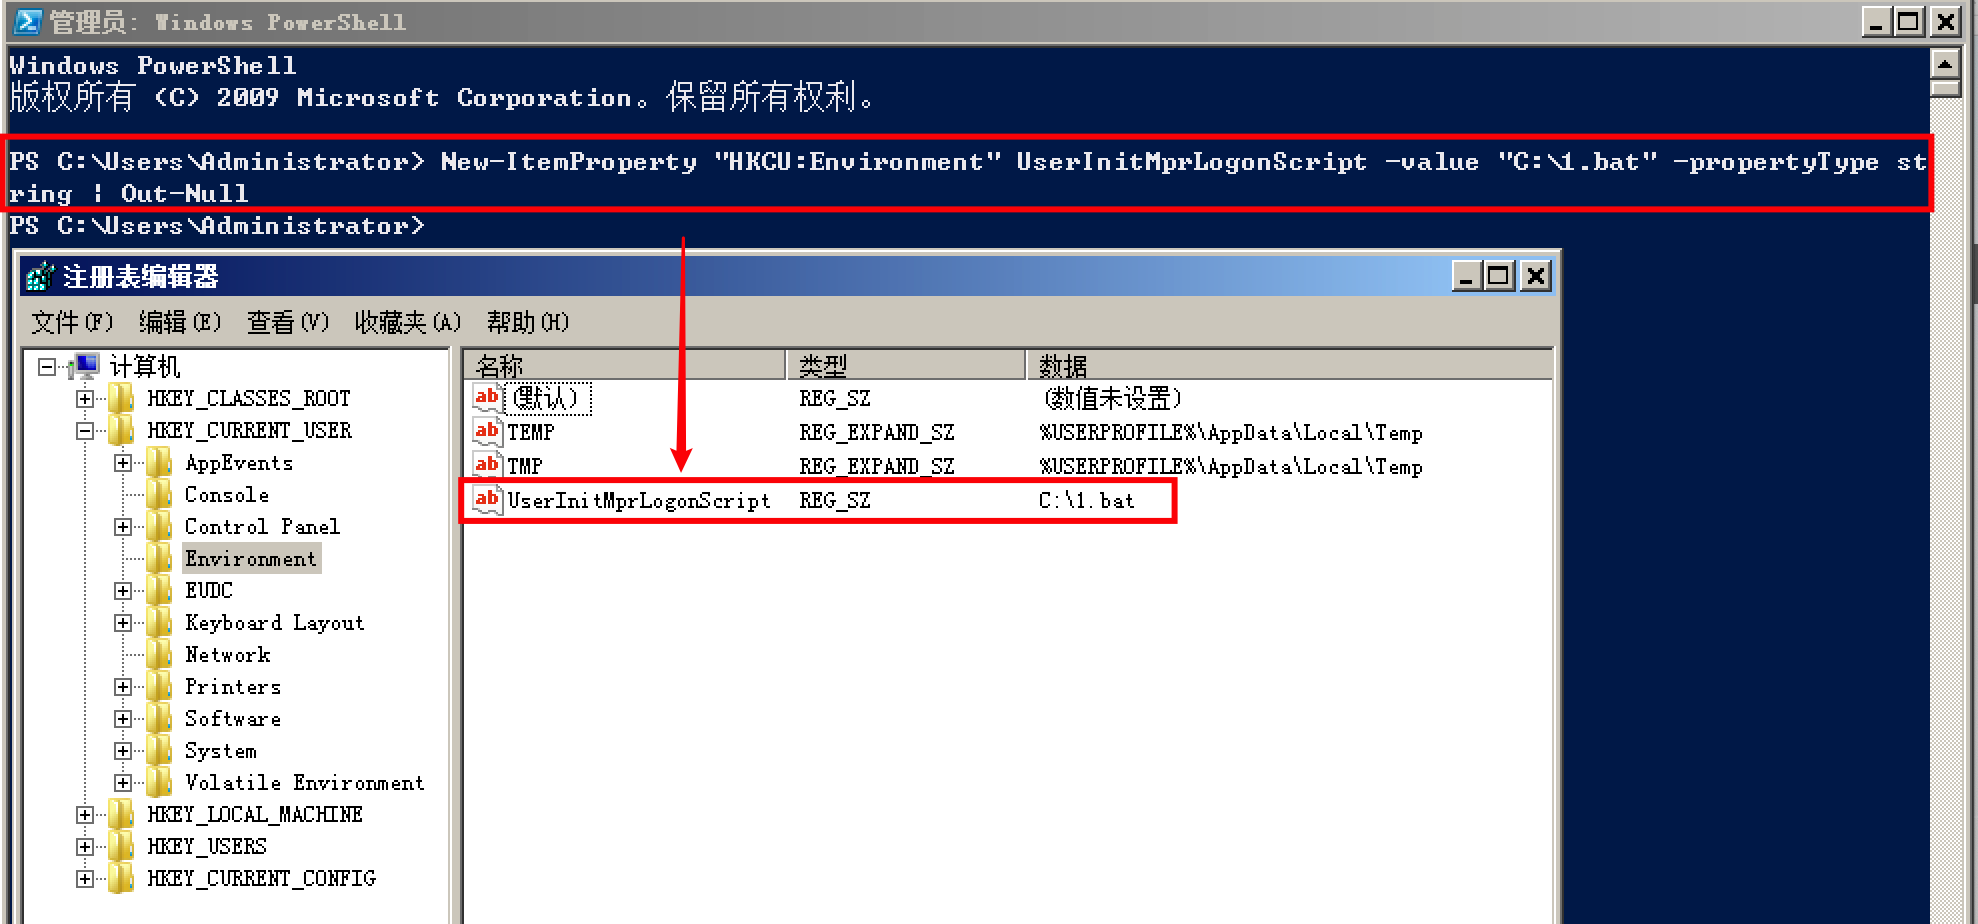 管理员: Windows PowerShell
Windows PowerShell
版权所有 (C) 2009 Microsoft Corporation。保留所有权利。
PS C:\Users\Administrator> New-ItemProperty "HKCU:Environment" UserInitMprLogonScript -value "C:\1.bat" -propertyType st
ring | Out-Null
PS C:\Users\Administrator>
注册表编辑器
文件(F) 编辑(E) 查看(V) 收藏夹(A) 帮助(H)
计算机
HKEY_CLASSES_ROOT
HKEY_CURRENT_USER
AppEvents
Console
Control Panel
Environment
EUDC
Keyboard Layout
Network
Printers
Software
System
Volatile Environment
HKEY_LOCAL_MACHINE
HKEY_USERS
HKEY_CURRENT_CONFIG
名称 类型 数据
(默认) REG_SZ (数值未设置)
TEMP REG_EXPAND_SZ %USERPROFILE%\AppData\Local\Temp
TMP REG_EXPAND_SZ %USERPROFILE%\AppData\Local\Temp
UserInitMprLogonScript REG_SZ C:\1.bat